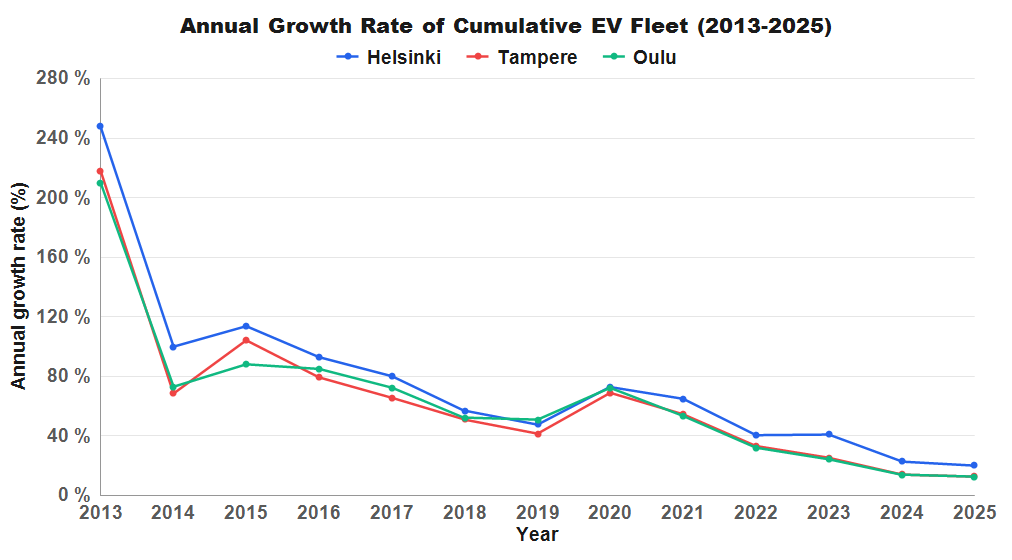 Annual Growth Rate of Cumulative EV Fleet (2013-2025)
Helsinki Tampere Oulu
280 %
240 %
200 %
160 %
120 %
80 %
40 %
0 %
Annual growth rate (%)
2013 2014 2015 2016 2017 2018 2019 2020 2021 2022 2023 2024 2025
Year